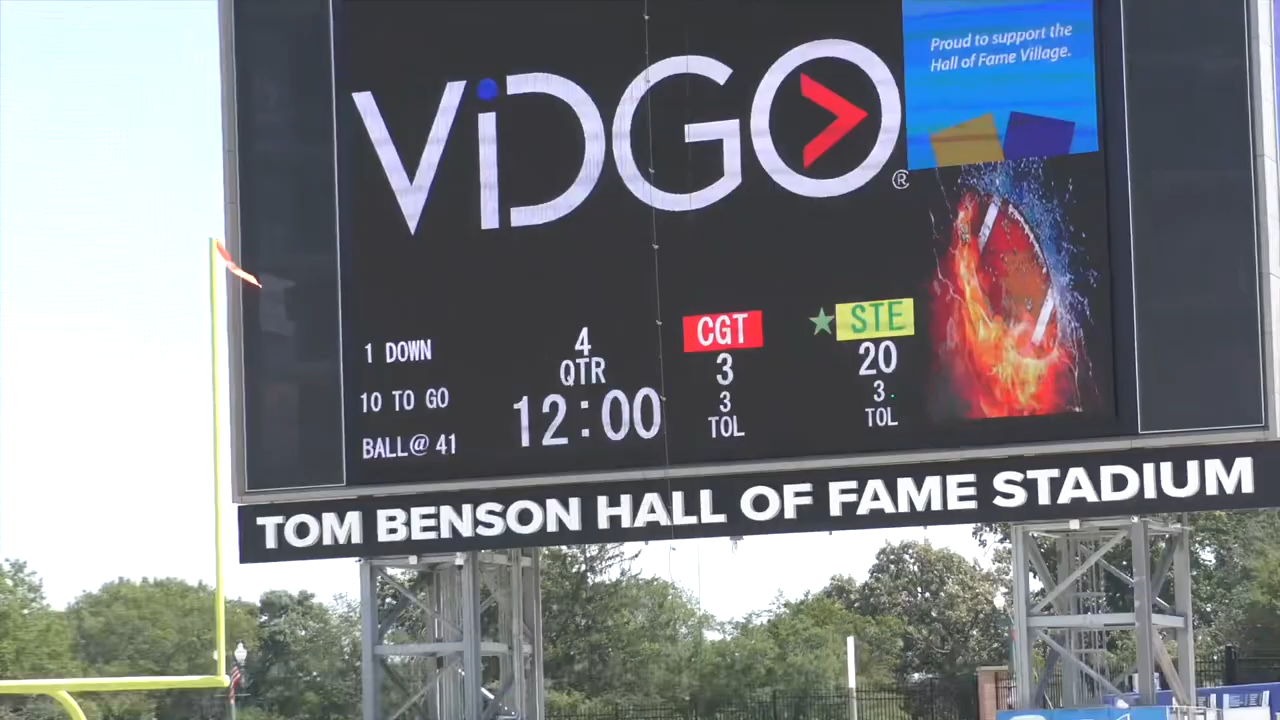 ViDGO®
Proud to support the
Hall of Fame Village.
1 DOWN
10 TO GO
BALL@ 41
4
QTR
12:00
CGT
3
3
TOL
STE
20
3
TOL
TOM BENSON HALL OF FAME STADIUM